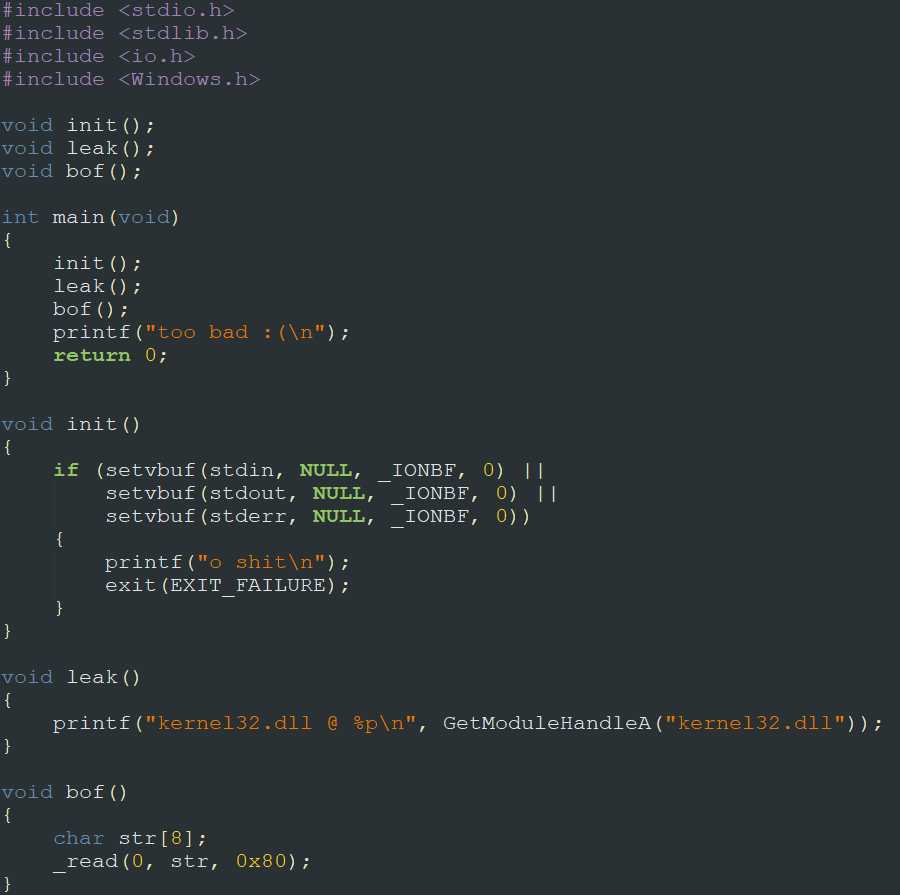 #include <stdio.h>
#include <stdlib.h>
#include <io.h>
#include <Windows.h>
void init();
void leak();
void bof();
int main(void)
{
    init();
    leak();
    bof();
    printf("too bad :(\n");
    return 0;
}
void init()
{
    if (setvbuf(stdin, NULL, _IONBF, 0) ||
        setvbuf(stdout, NULL, _IONBF, 0) ||
        setvbuf(stderr, NULL, _IONBF, 0))
    {
        printf("o shit\n");
        exit(EXIT_FAILURE);
    }
}
void leak()
{
    printf("kernel32.dll @ %p\n", GetModuleHandleA("kernel32.dll"));
}
void bof()
{
    char str[8];
    _read(0, str, 0x80);
}